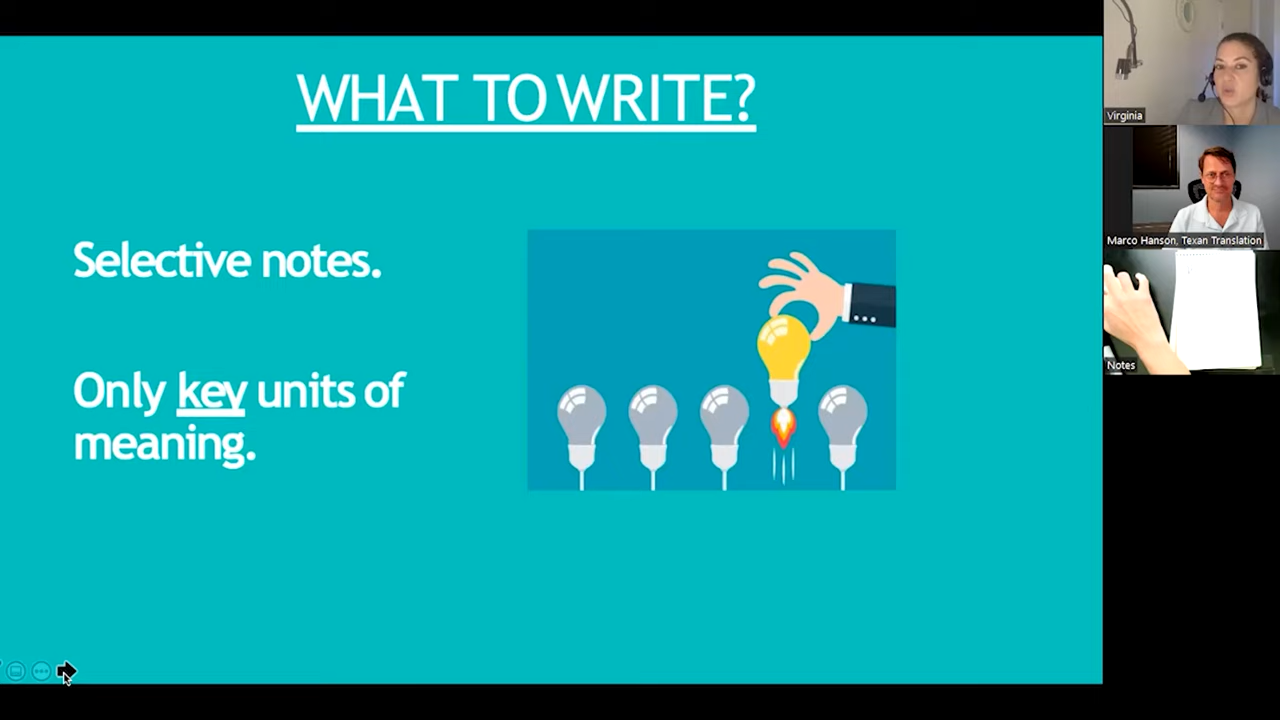 WHAT TO WRITE?
Selective notes.
Only key units of
meaning.
Virginia
Marco Hanson, Texan Translation
Notes